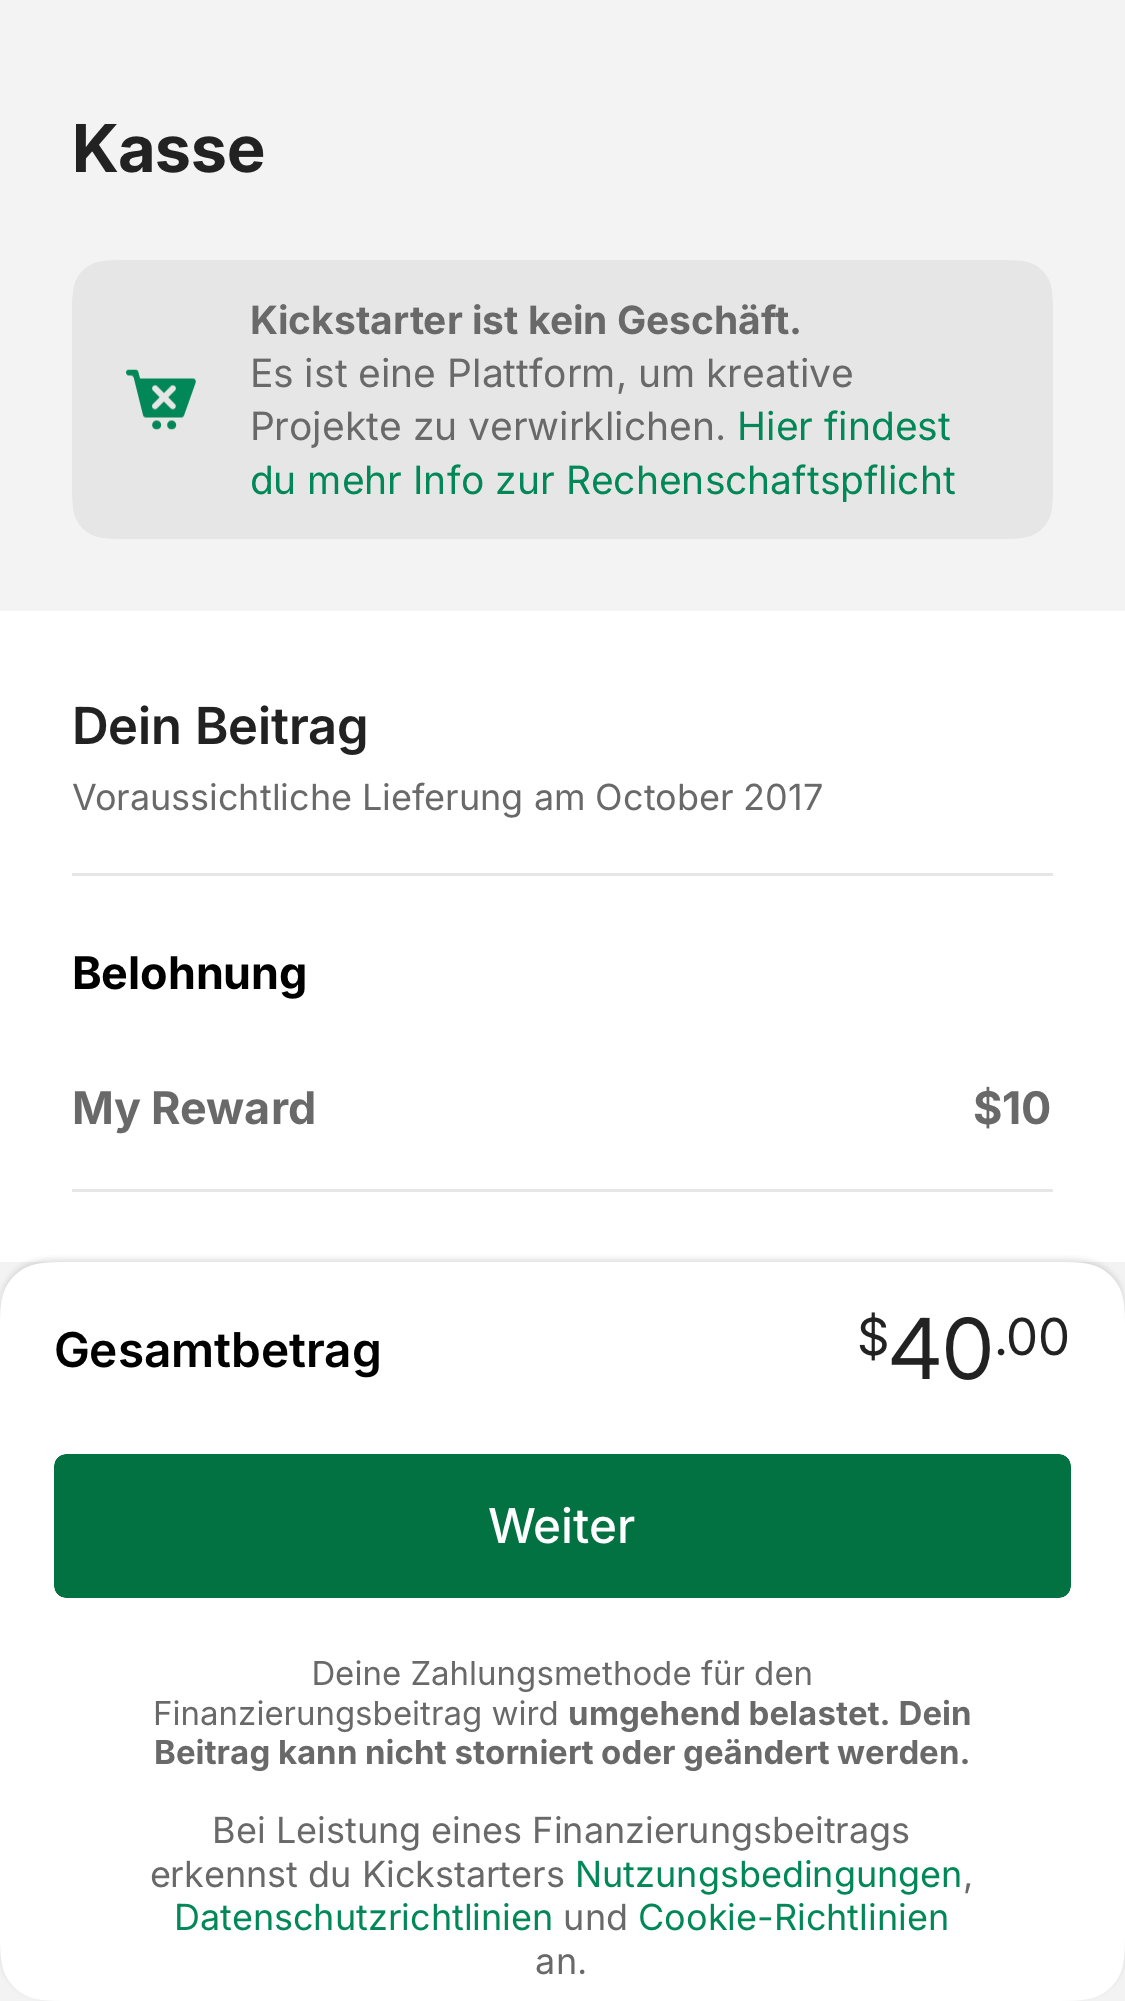 Kasse
Kickstarter ist kein Geschäft.
Es ist eine Plattform, um kreative
Projekte zu verwirklichen. Hier findest
du mehr Info zur Rechenschaftspflicht
Dein Beitrag
Voraussichtliche Lieferung am October 2017
Belohnung
My Reward $10
Gesamtbetrag $40.00
Weiter
Deine Zahlungsmethode für den
Finanzierungsbeitrag wird umgehend belastet. Dein
Beitrag kann nicht storniert oder geändert werden.
Bei Leistung eines Finanzierungsbeitrags
erkennst du Kickstarters Nutzungsbedingungen,
Datenschutzrichtlinien und Cookie-Richtlinien
an.